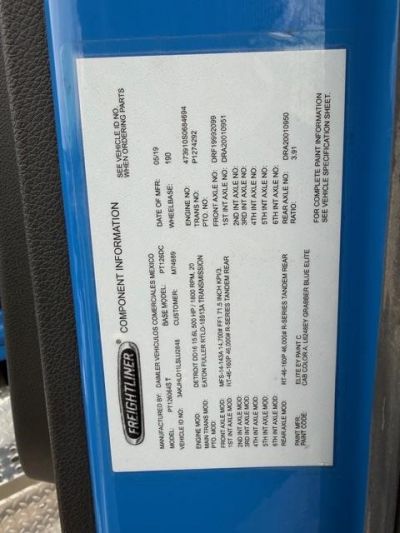 FREIGHTLINER
COMPONENT INFORMATION
SEE VEHICLE ID NO.
WHEN ORDERING PARTS
MANUFACTURED BY: DAIMLER VEHICULOS COMERCIALES MEXICO
DATE OF MFR: 05/19
MODEL: PT126064ST BASE MODEL: PT126DC
WHEELBASE: 190
VEHICLE ID NO: CUSTOMER: MT4689
ENGINE MOD: DETROIT DD16 15.6L 500 HP / 1800 RPM, 20
ENGINE NO: 473910S0684694
MAIN TRANS MOD: EATON FULLER RTLO-18913A TRANSMISSION
TRANS NO: P1274292
PTO. MOD:
PTO. NO:
FRONT AXLE MOD: MFS-14-143A 14,700# FF1 71.5 INCH KPI/3.
FRONT AXLE NO: DRF19992099
1ST INT AXLE MOD: RT-46-160P 46,000# R-SERIES TANDEM REAR
1ST INT AXLE NO: DRA20010951
2ND INT AXLE MOD:
2ND INT AXLE NO:
3RD INT AXLE MOD:
3RD INT AXLE NO:
4TH INT AXLE MOD:
4TH INT AXLE NO:
5TH INT AXLE MOD:
5TH INT AXLE NO:
6TH INT AXLE MOD:
6TH INT AXLE NO:
REAR AXLE MOD: RT-46-160P 46,000# R-SERIES TANDEM REAR
REAR AXLE NO: DRA20010950
RATIO: 3.91
PAINT MFR: ELITE BY PAINT C
PAINT CODE: CAB COLOR A: L6246EY GRABBER BLUE ELITE
FOR COMPLETE PAINT INFORMATION
SEE VEHICLE SPECIFICATION SHEET.